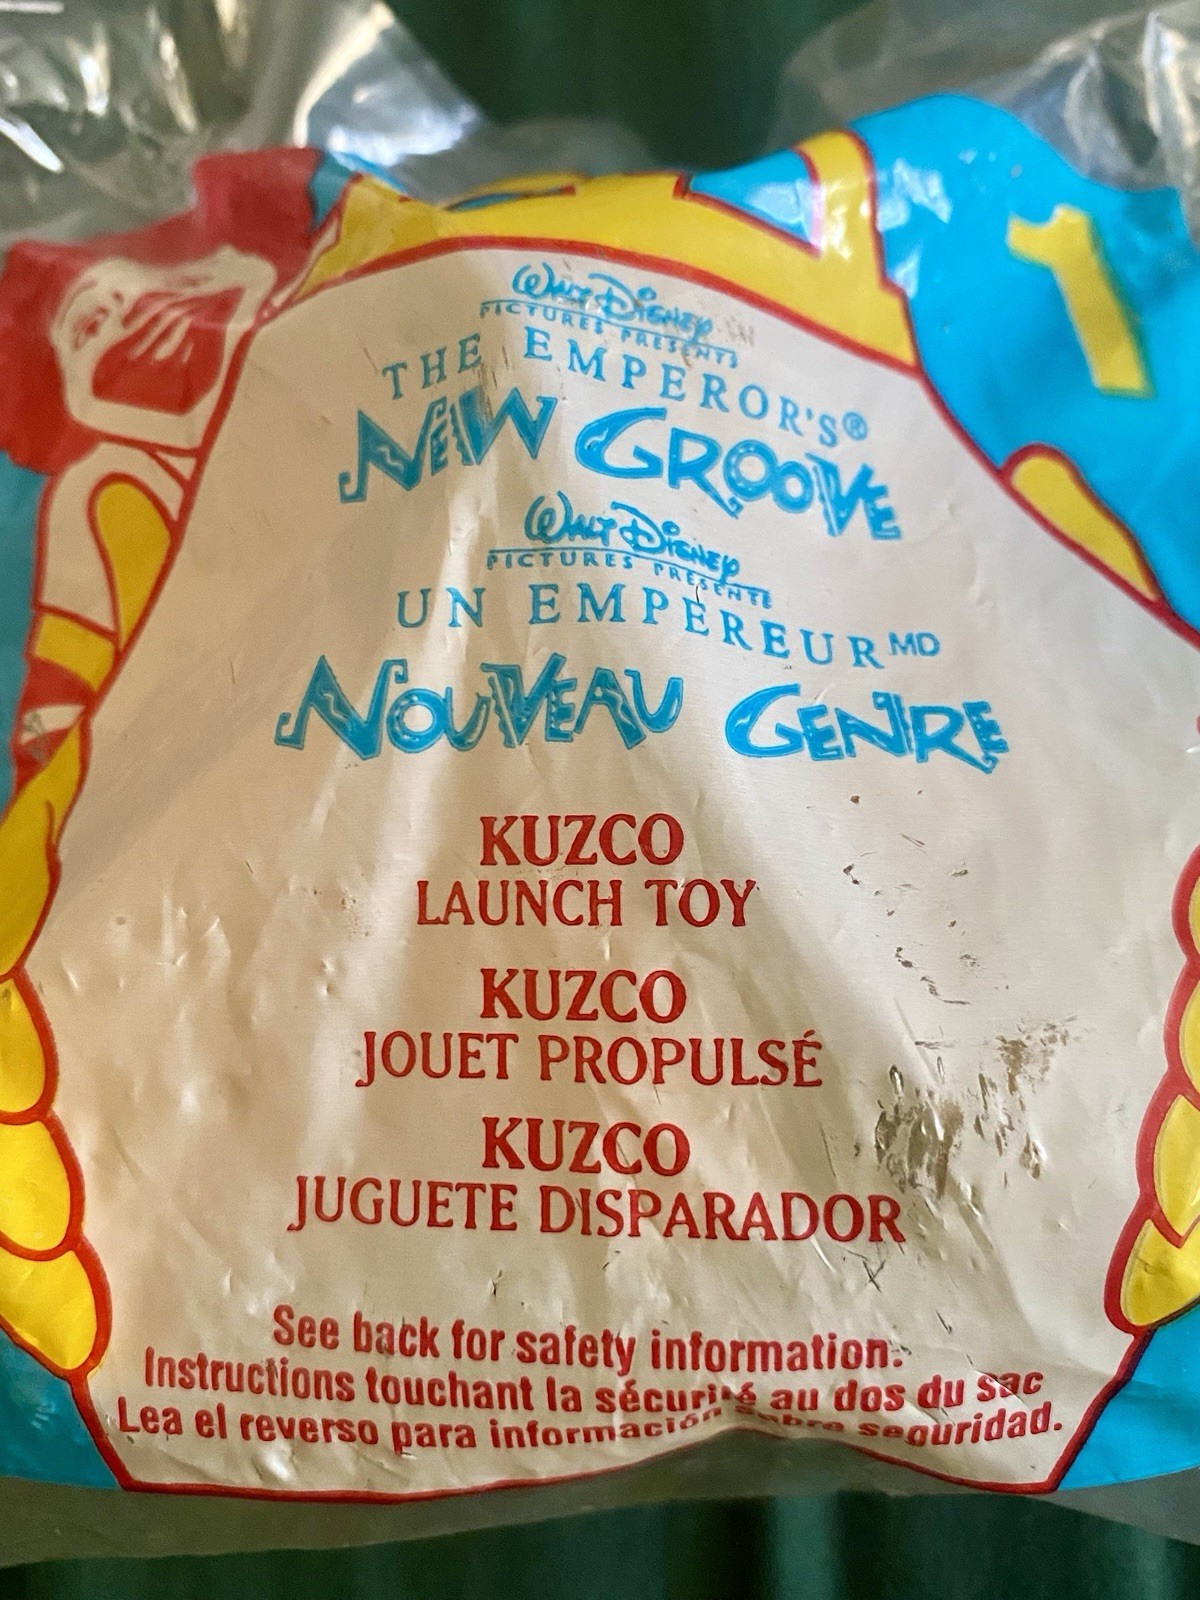 1
WALT DISNEY
PICTURES PRESENTS
THE EMPEROR'S®
NEW GROOVE
WALT DISNEY
PICTURES PRESENTE
UN EMPEREUR MD
NOUVEAU GENRE
KUZCO
LAUNCH TOY
KUZCO
JOUET PROPULSÉ
KUZCO
JUGUETE DISPARADOR
See back for safety information.
Instructions touchant la sécurité au dos du sac
Lea el reverso para información sobre seguridad.